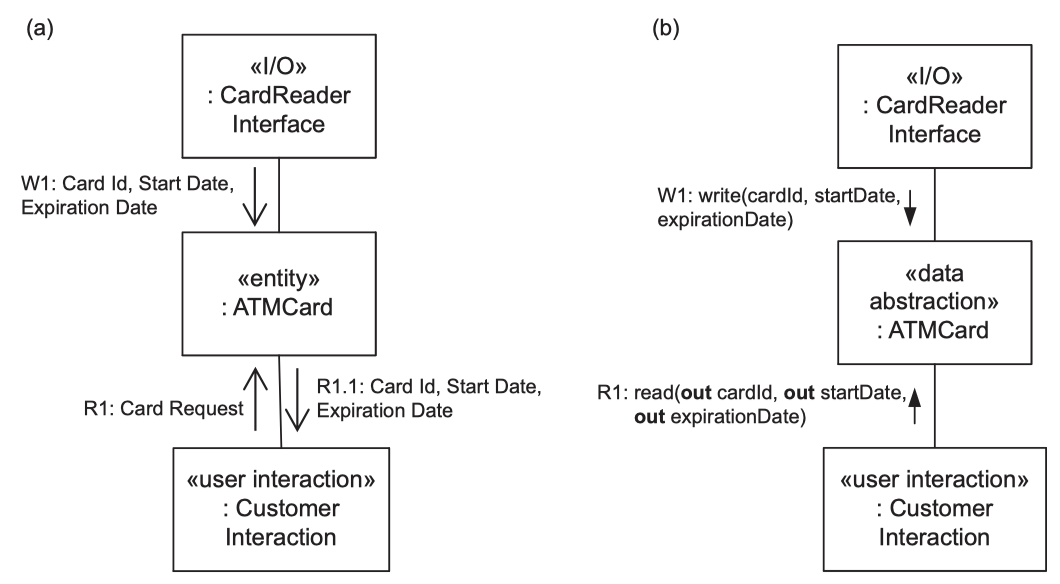 (a)
«I/O»
: CardReader
Interface
W1: Card Id, Start Date,
Expiration Date
«entity»
: ATMCard
R1: Card Request
R1.1: Card Id, Start Date,
Expiration Date
«user interaction»
: Customer
Interaction
(b)
«I/O»
: CardReader
Interface
W1: write(cardId, startDate,
expirationDate)
«data
abstraction»
: ATMCard
R1: read(out cardId, out startDate,
out expirationDate)
«user interaction»
: Customer
Interaction